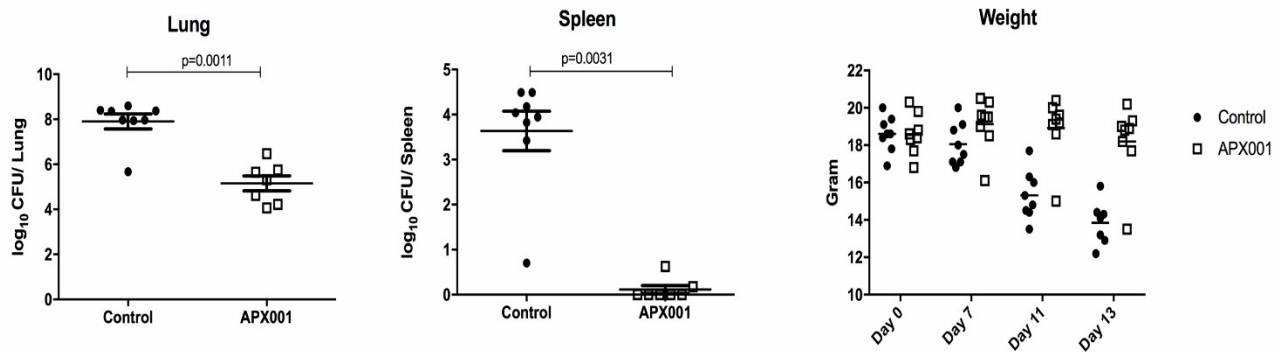 Lung
p=0.0011
log10 CFU/ Lung
10
8
6
4
2
0
Control
APX001
Spleen
p=0.0031
log10 CFU/ Spleen
5
4
3
2
1
0
Control
APX001
Weight
Gram
22
20
18
16
14
12
10
Day 0
Day 7
Day 11
Day 13
Control
APX001